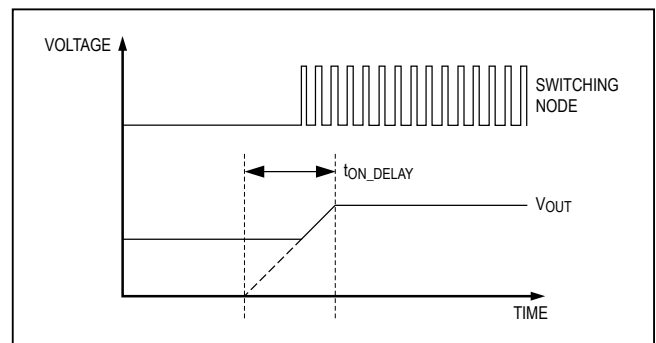 VOLTAGE
SWITCHING
NODE
tON_DELAY
VOUT
TIME